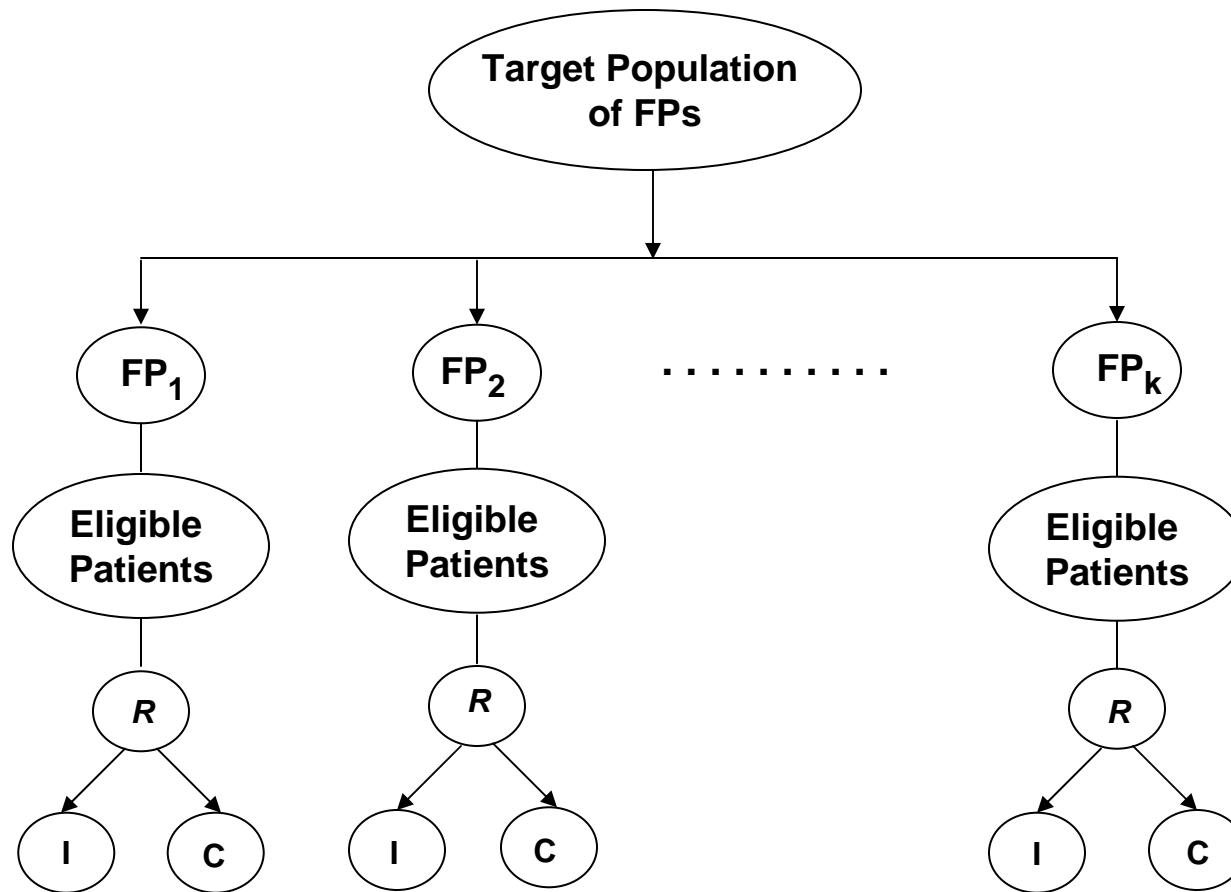 Target Population
of FPs
FP1
FP2
..........
FPk
Eligible
Patients
Eligible
Patients
Eligible
Patients
R
R
R
I
C
I
C
I
C